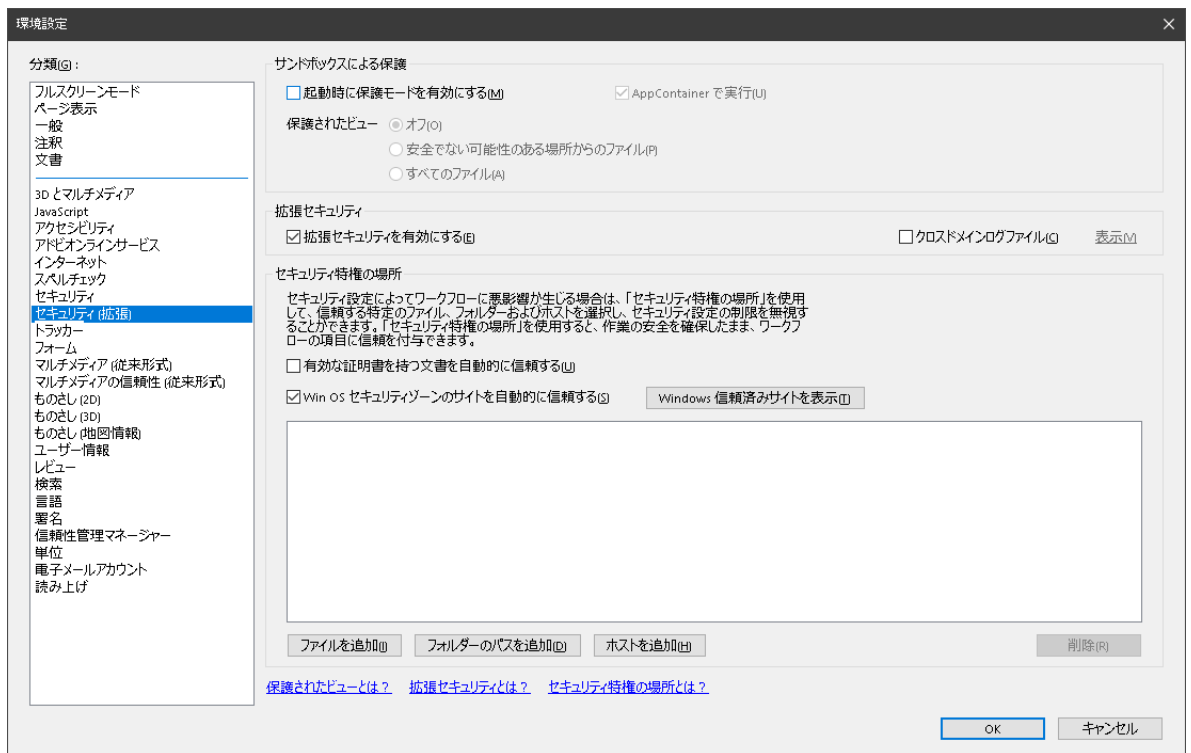 環境設定
分類(G) :
フルスクリーンモード
ページ表示
一般
注釈
文書
3D とマルチメディア
JavaScript
アクセシビリティ
アドビオンラインサービス
インターネット
スペルチェック
セキュリティ
セキュリティ (拡張)
トラッカー
フォーム
マルチメディア (従来形式)
マルチメディアの信頼性 (従来形式)
ものさし (2D)
ものさし (3D)
ものさし (地図情報)
ユーザー情報
レビュー
検索
言語
署名
信頼性管理マネージャー
単位
電子メールアカウント
読み上げ
サンドボックスによる保護
起動時に保護モードを有効にする(M) AppContainer で実行(U)
保護されたビュー オフ(O)
安全でない可能性のある場所からのファイル(P)
すべてのファイル(A)
拡張セキュリティ
拡張セキュリティを有効にする(E) クロスドメインログファイル(C) 表示(V)
セキュリティ特権の場所
セキュリティ設定によってワークフローに悪影響が生じる場合は、「セキュリティ特権の場所」を使用
して、信頼する特定のファイル、フォルダーおよびホストを選択し、セキュリティ設定の制限を無視す
ることができます。「セキュリティ特権の場所」を使用すると、作業の安全を確保したまま、ワークフ
ローの項目に信頼を付与できます。
有効な証明書を持つ文書を自動的に信頼する(U)
Win OS セキュリティゾーンのサイトを自動的に信頼する(S) Windows 信頼済みサイトを表示(T)
ファイルを追加(I) フォルダーのパスを追加(D) ホストを追加(H) 削除(R)
保護されたビューとは? 拡張セキュリティとは? セキュリティ特権の場所とは?
OK キャンセル